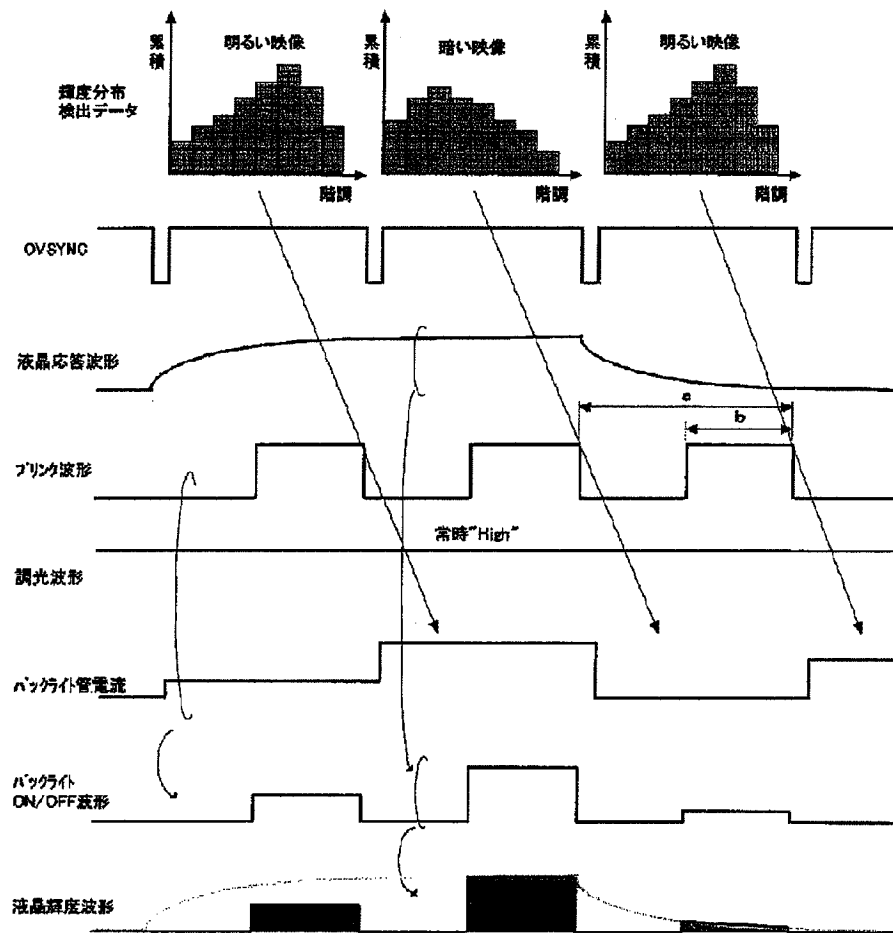 累積
明るい映像
累積
暗い映像
累積
明るい映像
輝度分布
検出データ
階調
階調
階調
OVSYNC
液晶応答波形
a
b
ブリンク波形
常時"High"
調光波形
バックライト管電流
バックライト
ON/OFF波形
液晶輝度波形